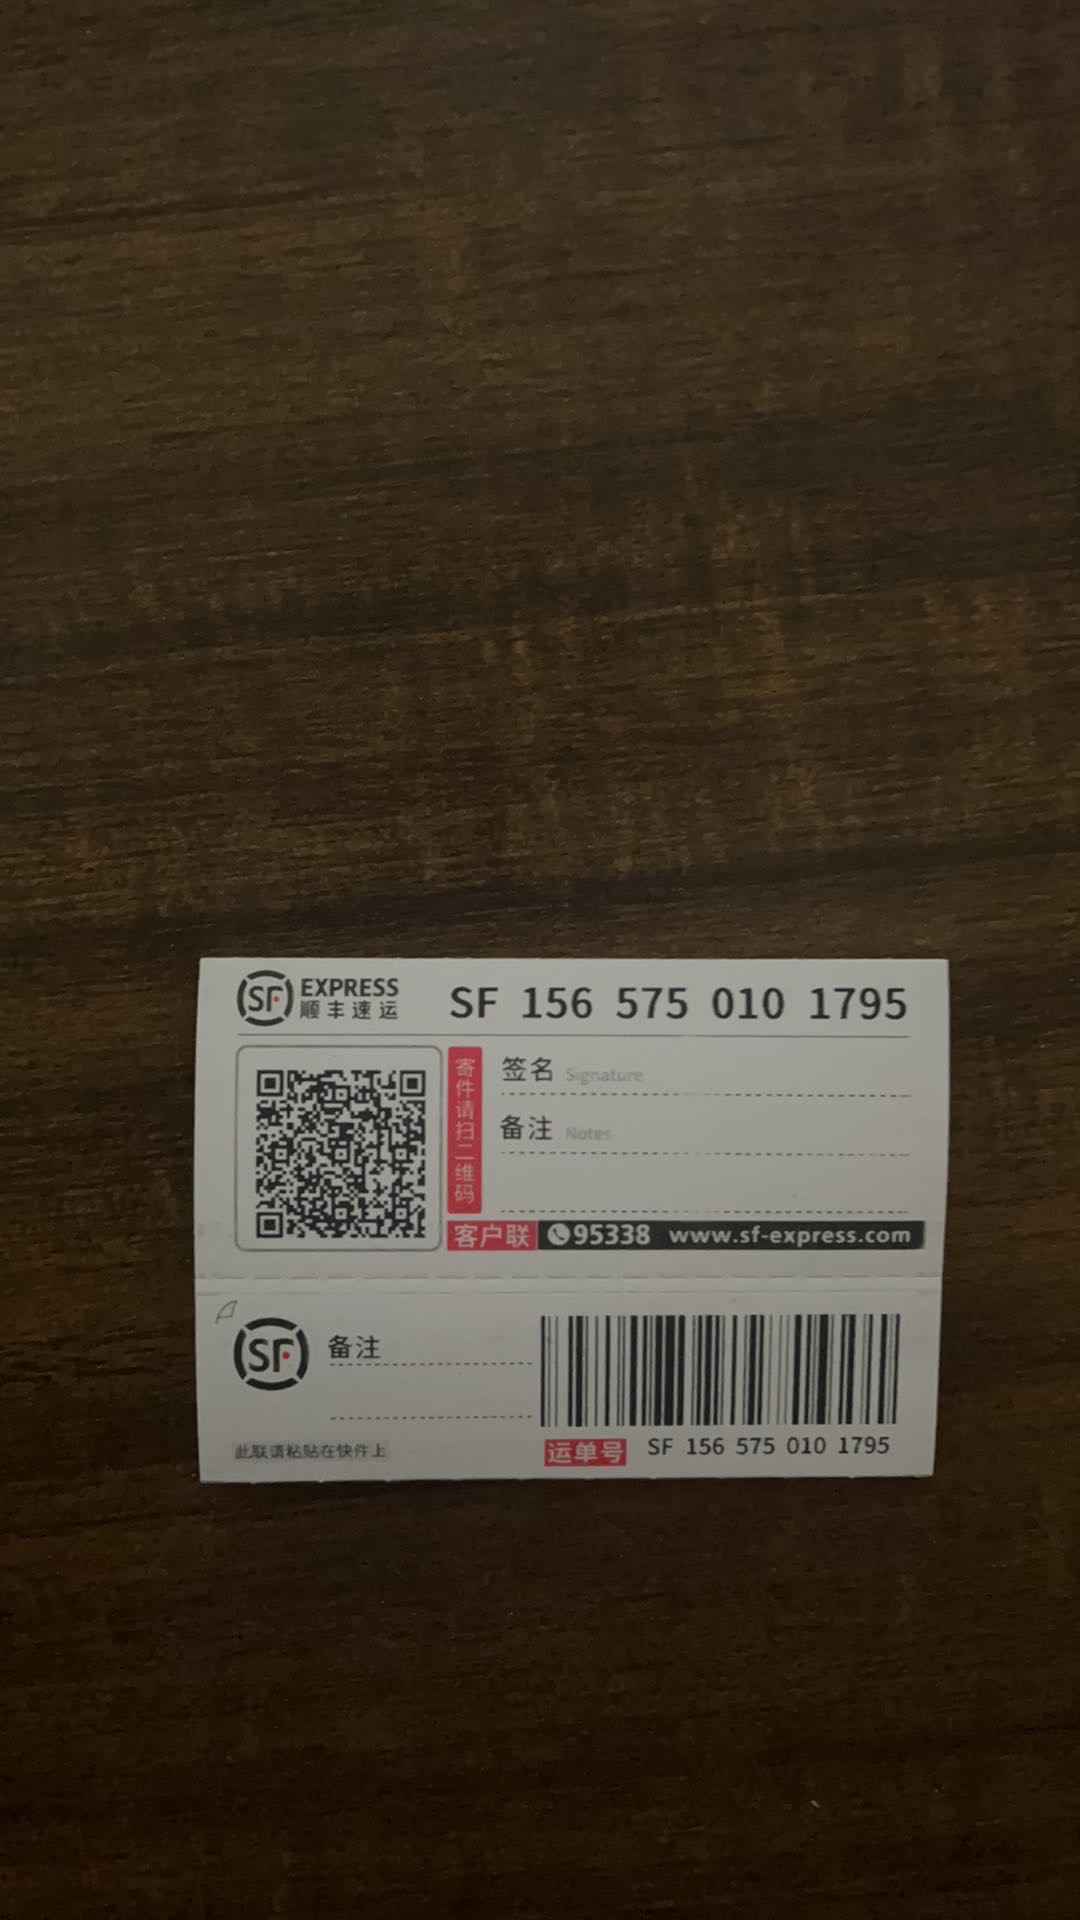 SF EXPRESS
顺丰速运
SF 156 575 010 1795
寄件请扫二维码
签名 Signature
备注 Notes
客户联 95338 www.sf-express.com
SF 备注
此联请粘贴在快件上
运单号 SF 156 575 010 1795